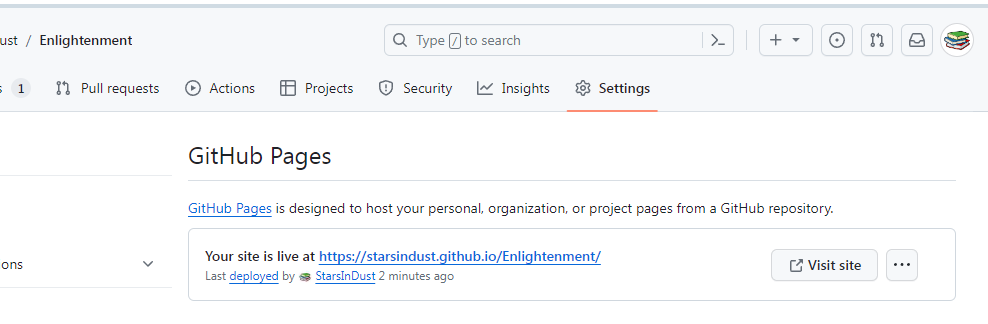 ust / Enlightenment
Type / to search
s 1 Pull requests Actions Projects Security Insights Settings
GitHub Pages
GitHub Pages is designed to host your personal, organization, or project pages from a GitHub repository.
Your site is live at https://starsindust.github.io/Enlightenment/
Last deployed by StarsInDust 2 minutes ago
Visit site
ons